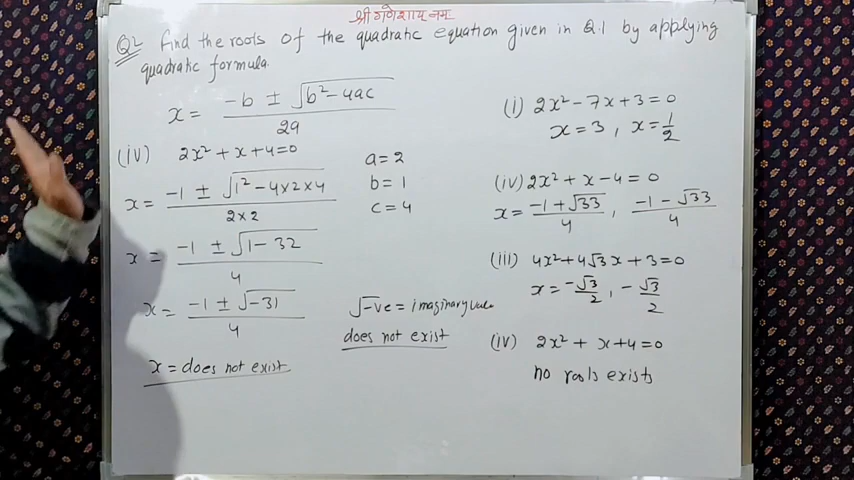 श्री गणेशाय नमः
Q2 Find the roots of the quadratic equation given in Q.1 by applying
quadratic formula.
x = (-b ± √(b² - 4ac)) / 2a
(iv) 2x² + x + 4 = 0
a = 2
b = 1
c = 4
x = (-1 ± √(1² - 4×2×4)) / (2×2)
x = (-1 ± √(1 - 32)) / 4
x = (-1 ± √(-31)) / 4
√-ve = imaginary value
does not exist
x = does not exist
(i) 2x² - 7x + 3 = 0
x = 3 , x = 1/2
(iv) 2x² + x - 4 = 0
x = (-1 + √33) / 4 , (-1 - √33) / 4
(iii) 4x² + 4√3 x + 3 = 0
x = -√3/2 , -√3/2
(iv) 2x² + x + 4 = 0
no roots exists